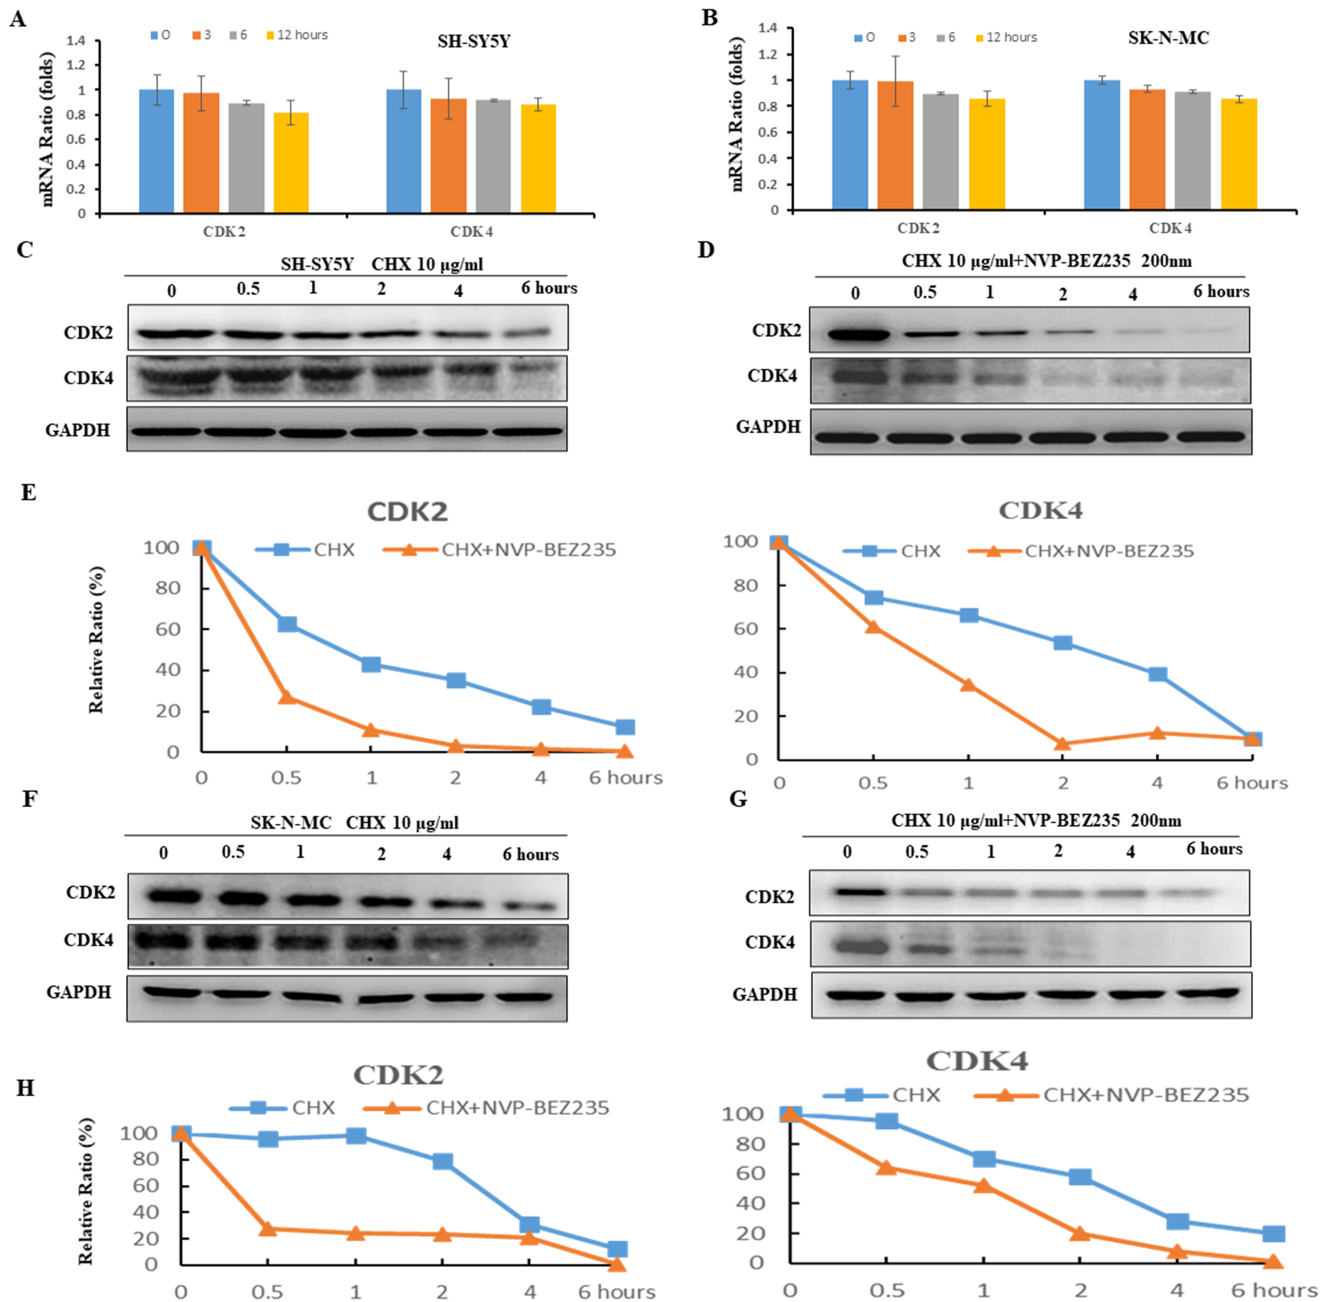 A
0 3 6 12 hours
SH-SY5Y
mRNA Ratio (folds)
1.4
1.2
1
0.8
0.6
0.4
0.2
0
CDK2 CDK4
B
0 3 6 12 hours
SK-N-MC
mRNA Ratio (folds)
1.4
1.2
1
0.8
0.6
0.4
0.2
0
CDK2 CDK4
C
SH-SY5Y CHX 10 µg/ml
0 0.5 1 2 4 6 hours
CDK2
CDK4
GAPDH
D
CHX 10 µg/ml+NVP-BEZ235 200nm
0 0.5 1 2 4 6 hours
CDK2
CDK4
GAPDH
E
CDK2
CHX CHX+NVP-BEZ235
Relative Ratio (%)
100
80
60
40
20
0
0 0.5 1 2 4 6 hours
CDK4
CHX CHX+NVP-BEZ235
100
80
60
40
20
0
0 0.5 1 2 4 6 hours
F
SK-N-MC CHX 10 µg/ml
0 0.5 1 2 4 6 hours
CDK2
CDK4
GAPDH
G
CHX 10 µg/ml+NVP-BEZ235 200nm
0 0.5 1 2 4 6 hours
CDK2
CDK4
GAPDH
H
CDK2
CHX CHX+NVP-BEZ235
Relative Ratio (%)
100
80
60
40
20
0
0 0.5 1 2 4 6 hours
CDK4
CHX CHX+NVP-BEZ235
100
80
60
40
20
0
0 0.5 1 2 4 6 hours